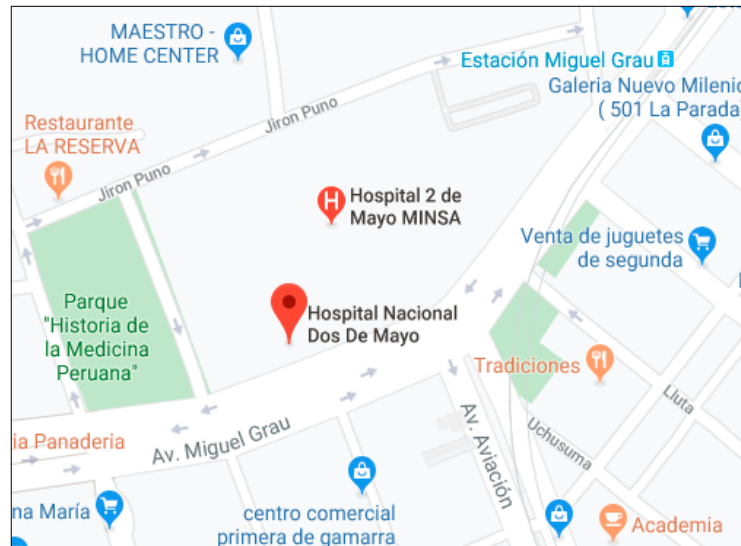 MAESTRO -
HOME CENTER
Estación Miguel Grau
Galeria Nuevo Milenio
( 501 La Parada)
Jiron Puno
Restaurante
LA RESERVA
Jiron Puno
H
Hospital 2 de
Mayo MINSA
Venta de juguetes
de segunda
Parque
"Historia de
la Medicina
Peruana"
Hospital Nacional
Dos De Mayo
Tradiciones
Lluta
ia Panaderia
Av. Miguel Grau
Av. Aviación
Uchusuma
na María
centro comercial
primera de gamarra
Academia